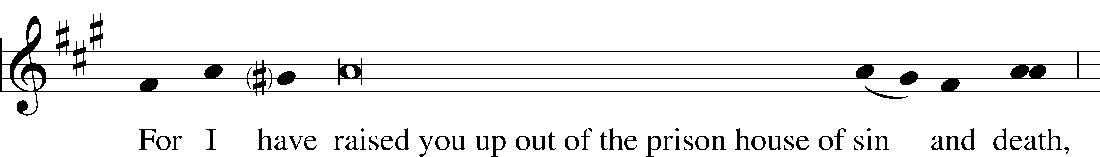 For I have raised you up out of the prison house of sin and death,